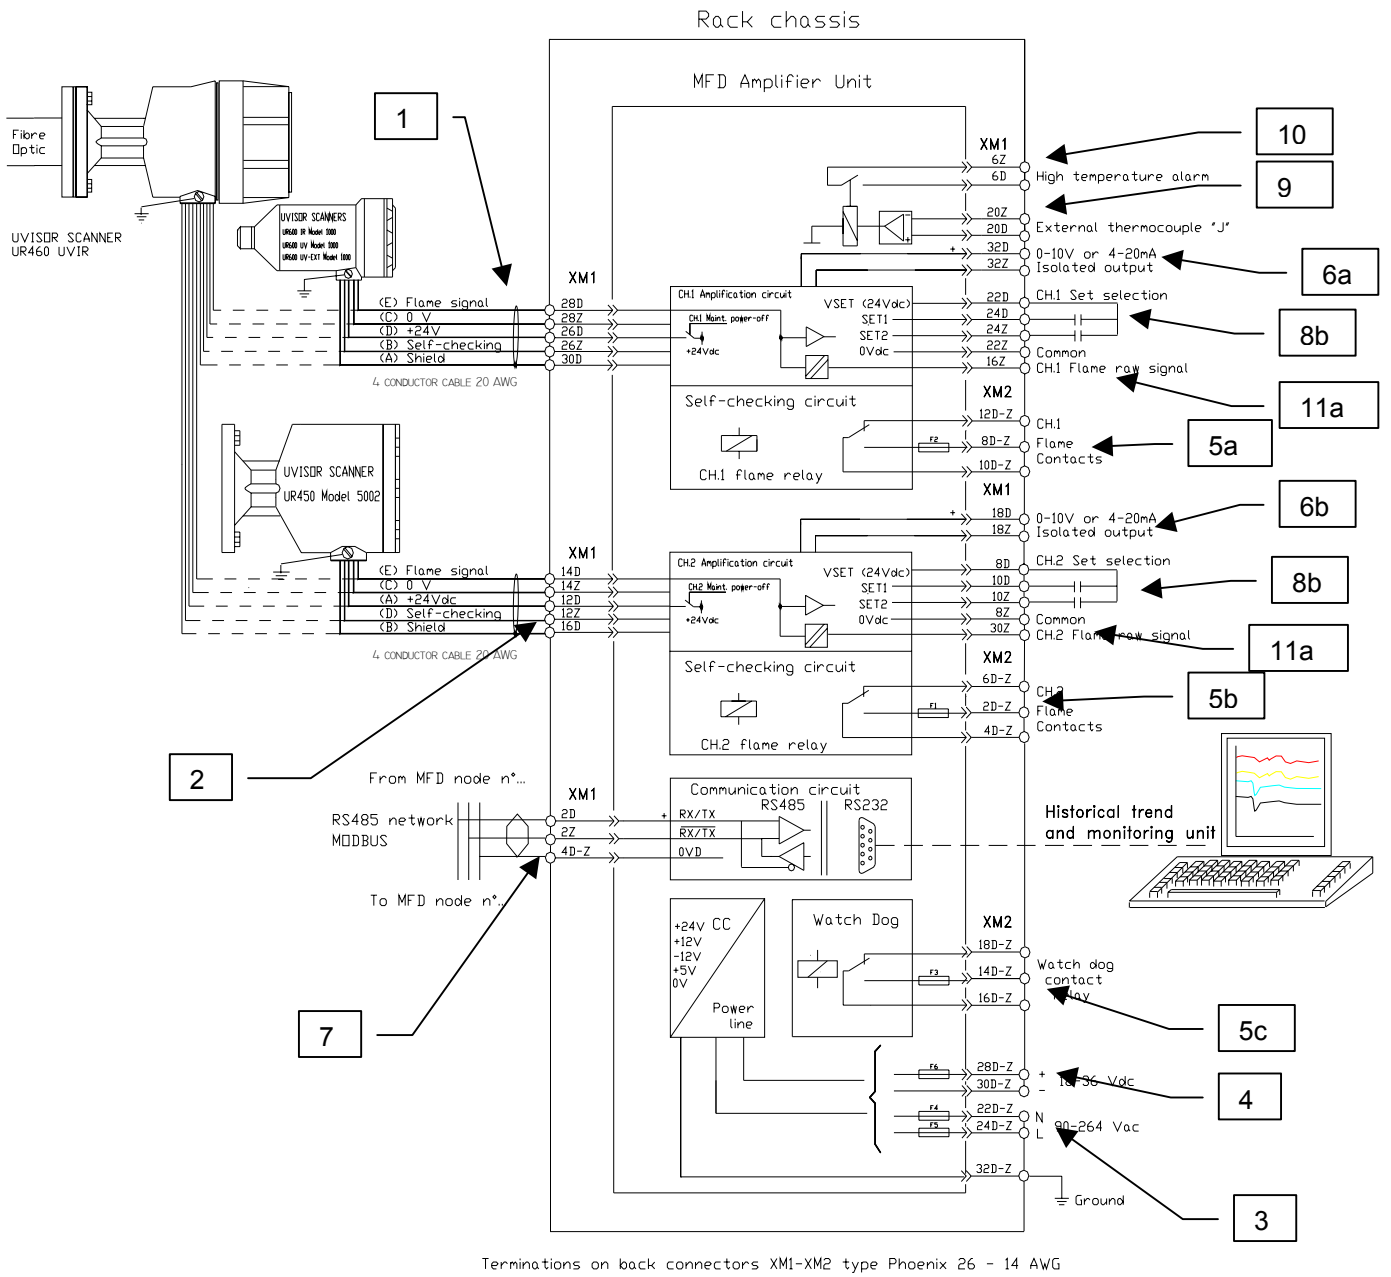 Rack chassis
MFD Amplifier Unit
1
Fibre
Optic
UVISOR SCANNER
UR460 UVIR
UVISOR SCANNERS
UR600 IR Model 1000
UR600 UV Model 1000
UR600 UV-EXT Model 1000
XM1
(E) Flame signal
(C) 0 V
(D) +24V
(B) Self-checking
(A) Shield
28D
28Z
26D
26Z
30D
4 CONDUCTOR CABLE 20 AWG
CH.1 Amplification circuit
CH.1 Maint. power-off
+24Vdc
VSET (24Vdc)
SET1
SET2
0Vdc
Self-checking circuit
CH.1 flame relay
F2
XM1
6Z
6D
High temperature alarm
10
20Z
20D
External thermocouple "J"
9
+
32D
32Z
0-10V or 4-20mA
Isolated output
6a
22D
CH.1 Set selection
24D
24Z
8b
22Z
Common
16Z
CH.1 Flame raw signal
11a
XM2
12D-Z
8D-Z
10D-Z
CH.1
Flame
Contacts
5a
UVISOR SCANNER
UR450 Model 5002
XM1
(E) Flame signal
(C) 0 V
(A) +24Vdc
(D) Self-checking
(B) Shield
14D
14Z
12D
12Z
16D
4 CONDUCTOR CABLE 20 AWG
2
CH.2 Amplification circuit
CH.2 Maint. power-off
+24Vdc
VSET (24Vdc)
SET1
SET2
0Vdc
Self-checking circuit
CH.2 flame relay
F1
XM1
+
18D
18Z
0-10V or 4-20mA
Isolated output
6b
8D
CH.2 Set selection
10D
10Z
8b
8Z
Common
30Z
CH.2 Flame raw signal
11a
XM2
6D-Z
2D-Z
4D-Z
CH.2
Flame
Contacts
5b
From MFD node n°...
RS485 network
MODBUS
To MFD node n°...
7
XM1
2D
2Z
4D-Z
Communication circuit
RS485
RS232
+
RX/TX
RX/TX
0VD
Historical trend
and monitoring unit
+24V
CC
+12V
-12V
+5V
0V
Power
line
Watch Dog
F3
XM2
18D-Z
14D-Z
16D-Z
Watch dog
contact
relay
5c
F6
28D-Z
+
30D-Z
-
18-36 Vdc
4
F4
22D-Z
N
F5
24D-Z
L
90-264 Vac
32D-Z
Ground
3
Terminations on back connectors XM1-XM2 type Phoenix 26 - 14 AWG